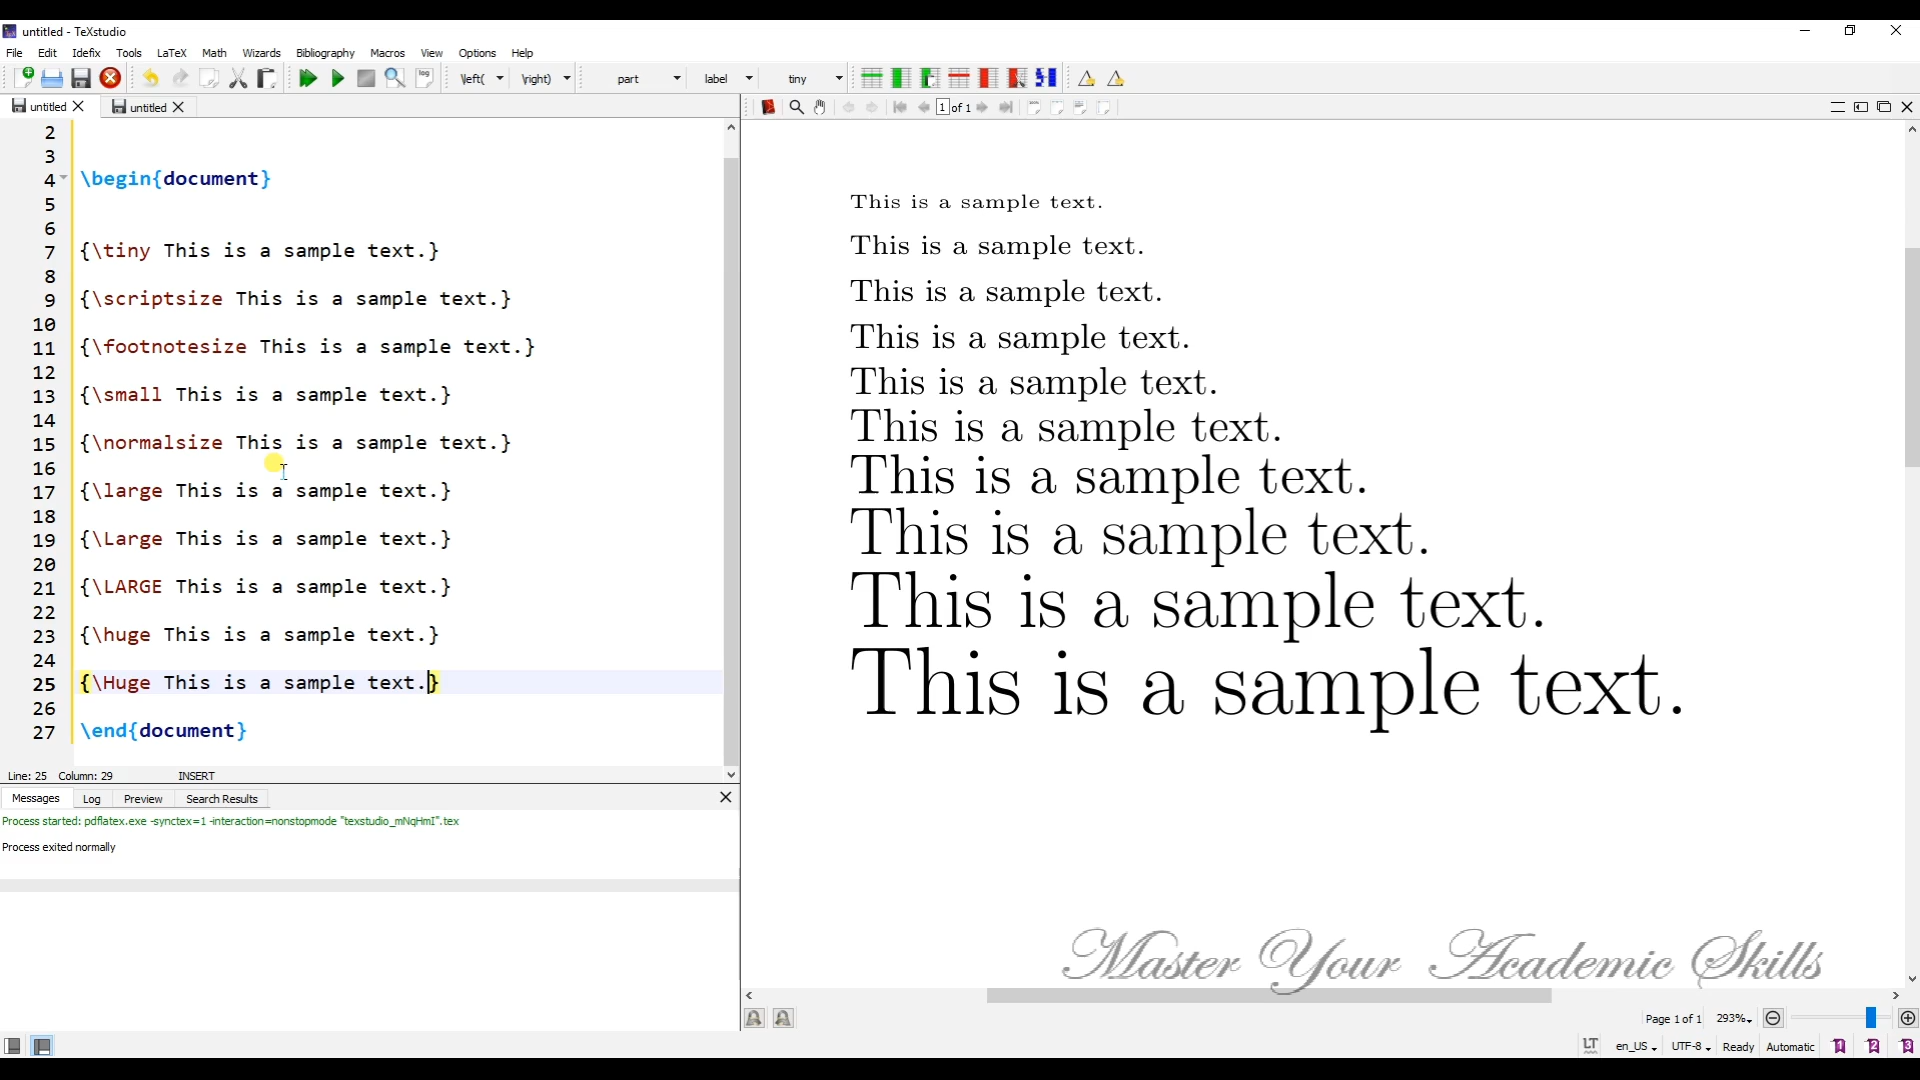 untitled - TeXstudio
File Edit Idefix Tools LaTeX Math Wizards Bibliography Macros View Options Help
log \left( \right) part label tiny
untitled untitled 1 of 1
2
3
4 \begin{document}
5
6
7 {\tiny This is a sample text.}
8
9 {\scriptsize This is a sample text.}
10
11 {\footnotesize This is a sample text.}
12
13 {\small This is a sample text.}
14
15 {\normalsize This is a sample text.}
16
17 {\large This is a sample text.}
18
19 {\Large This is a sample text.}
20
21 {\LARGE This is a sample text.}
22
23 {\huge This is a sample text.}
24
25 {\Huge This is a sample text.}
26
27 \end{document}
Line: 25 Column: 29 INSERT
Messages Log Preview Search Results
Process started: pdflatex.exe -synctex=1 -interaction=nonstopmode "texstudio_mNqHmI".tex
Process exited normally
This is a sample text.
This is a sample text.
This is a sample text.
This is a sample text.
This is a sample text.
This is a sample text.
This is a sample text.
This is a sample text.
This is a sample text.
This is a sample text.
Master Your Academic Skills
Page 1 of 1 293%
LT en_US UTF-8 Ready Automatic 1 2 3